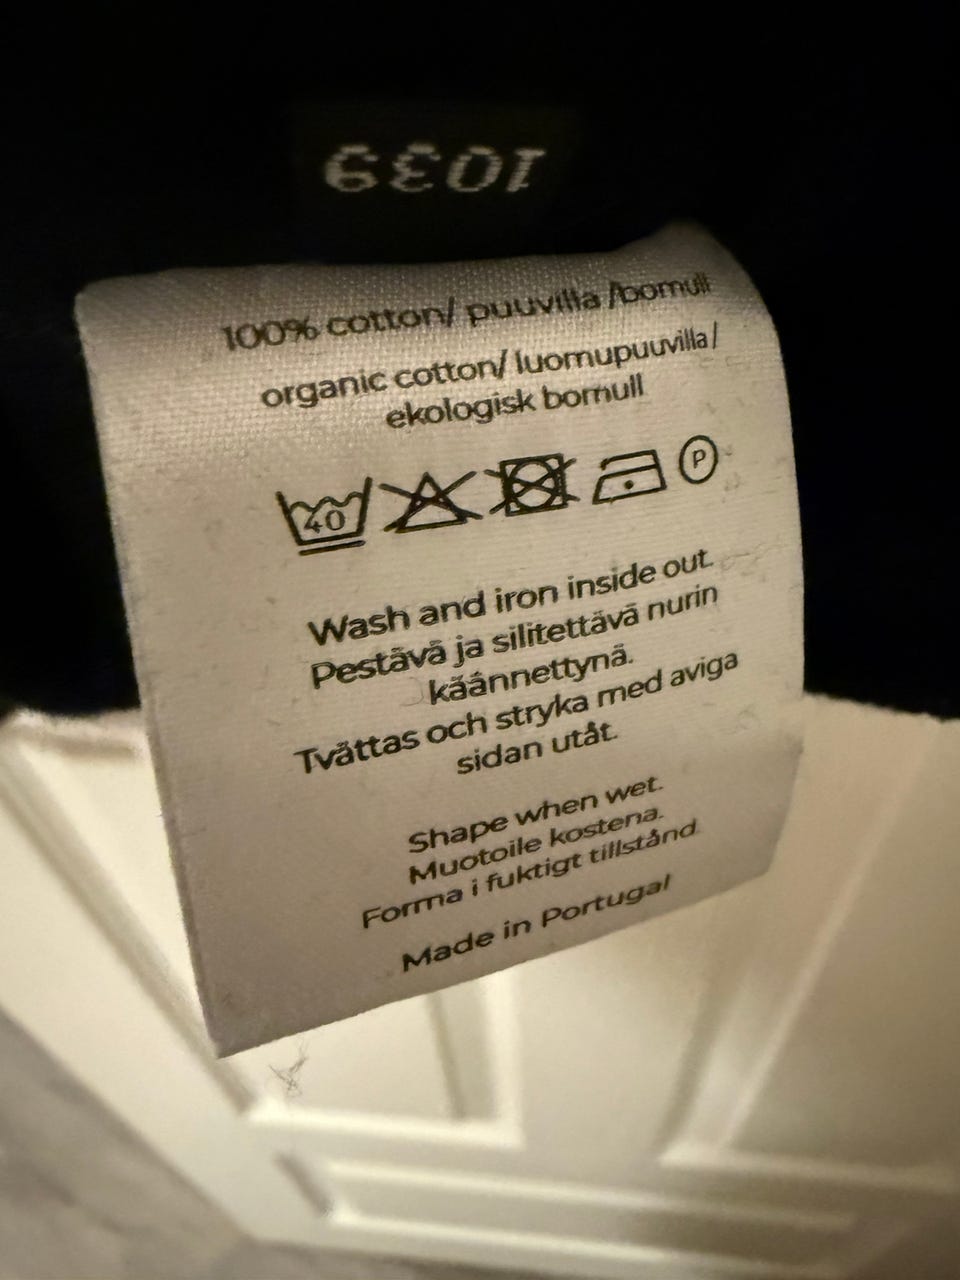 1039
100% cotton/ puuvilla /bomull
organic cotton/ luomupuuvilla/
ekologisk bomull
40
P
Wash and iron inside out.
Pestävä ja silitettävä nurin
käännettynä.
Tvättas och stryka med aviga
sidan utåt.
Shape when wet.
Muotoile kostena.
Forma i fuktigt tillstånd.
Made in Portugal